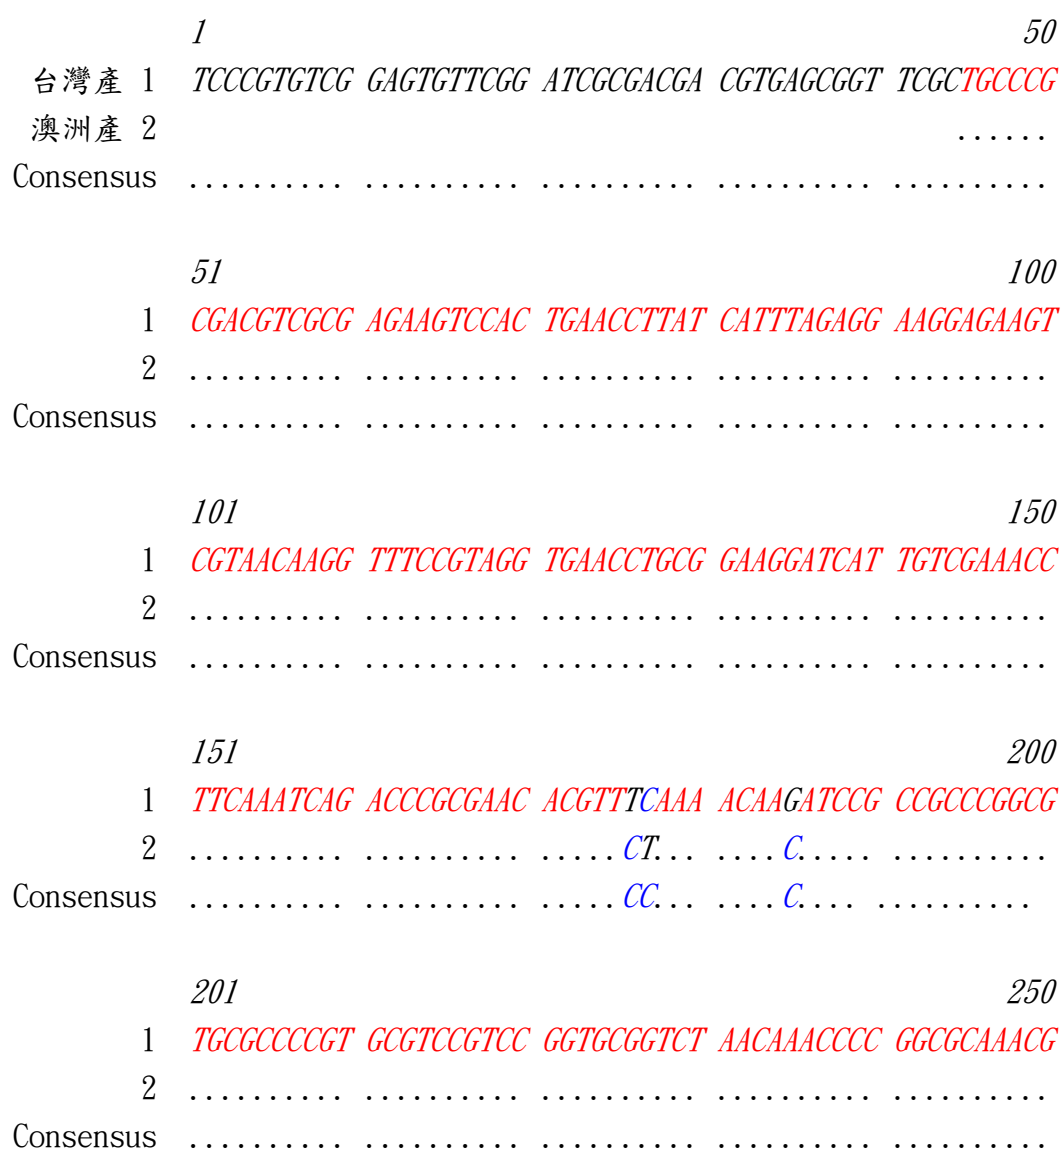 1 50
台灣產 1 TCCCGTGTCG GAGTGTTCGG ATCGCGACGA CGTGAGCGGT TCGCTGCCCG
澳洲產 2 ......
Consensus .......... .......... .......... .......... ..........
51 100
1 CGACGTCGCG AGAAGTCCAC TGAACCTTAT CATTTAGAGG AAGGAGAAGT
2 .......... .......... .......... .......... ..........
Consensus .......... .......... .......... .......... ..........
101 150
1 CGTAACAAGG TTTCCGTAGG TGAACCTGCG GAAGGATCAT TGTCGAAACC
2 .......... .......... .......... .......... ..........
Consensus .......... .......... .......... .......... ..........
151 200
1 TTCAAATCAG ACCCGCGAAC ACGTTTCAAA ACAAGATCCG CCGCCCGGCG
2 .......... .......... .....CT... ....C..... ..........
Consensus .......... .......... .....CC... ....C.... ..........
201 250
1 TGCGCCCCGT GCGTCCGTCC GGTGCGGTCT AACAAACCCC GGCGCAAACG
2 .......... .......... .......... .......... ..........
Consensus .......... .......... .......... .......... ..........